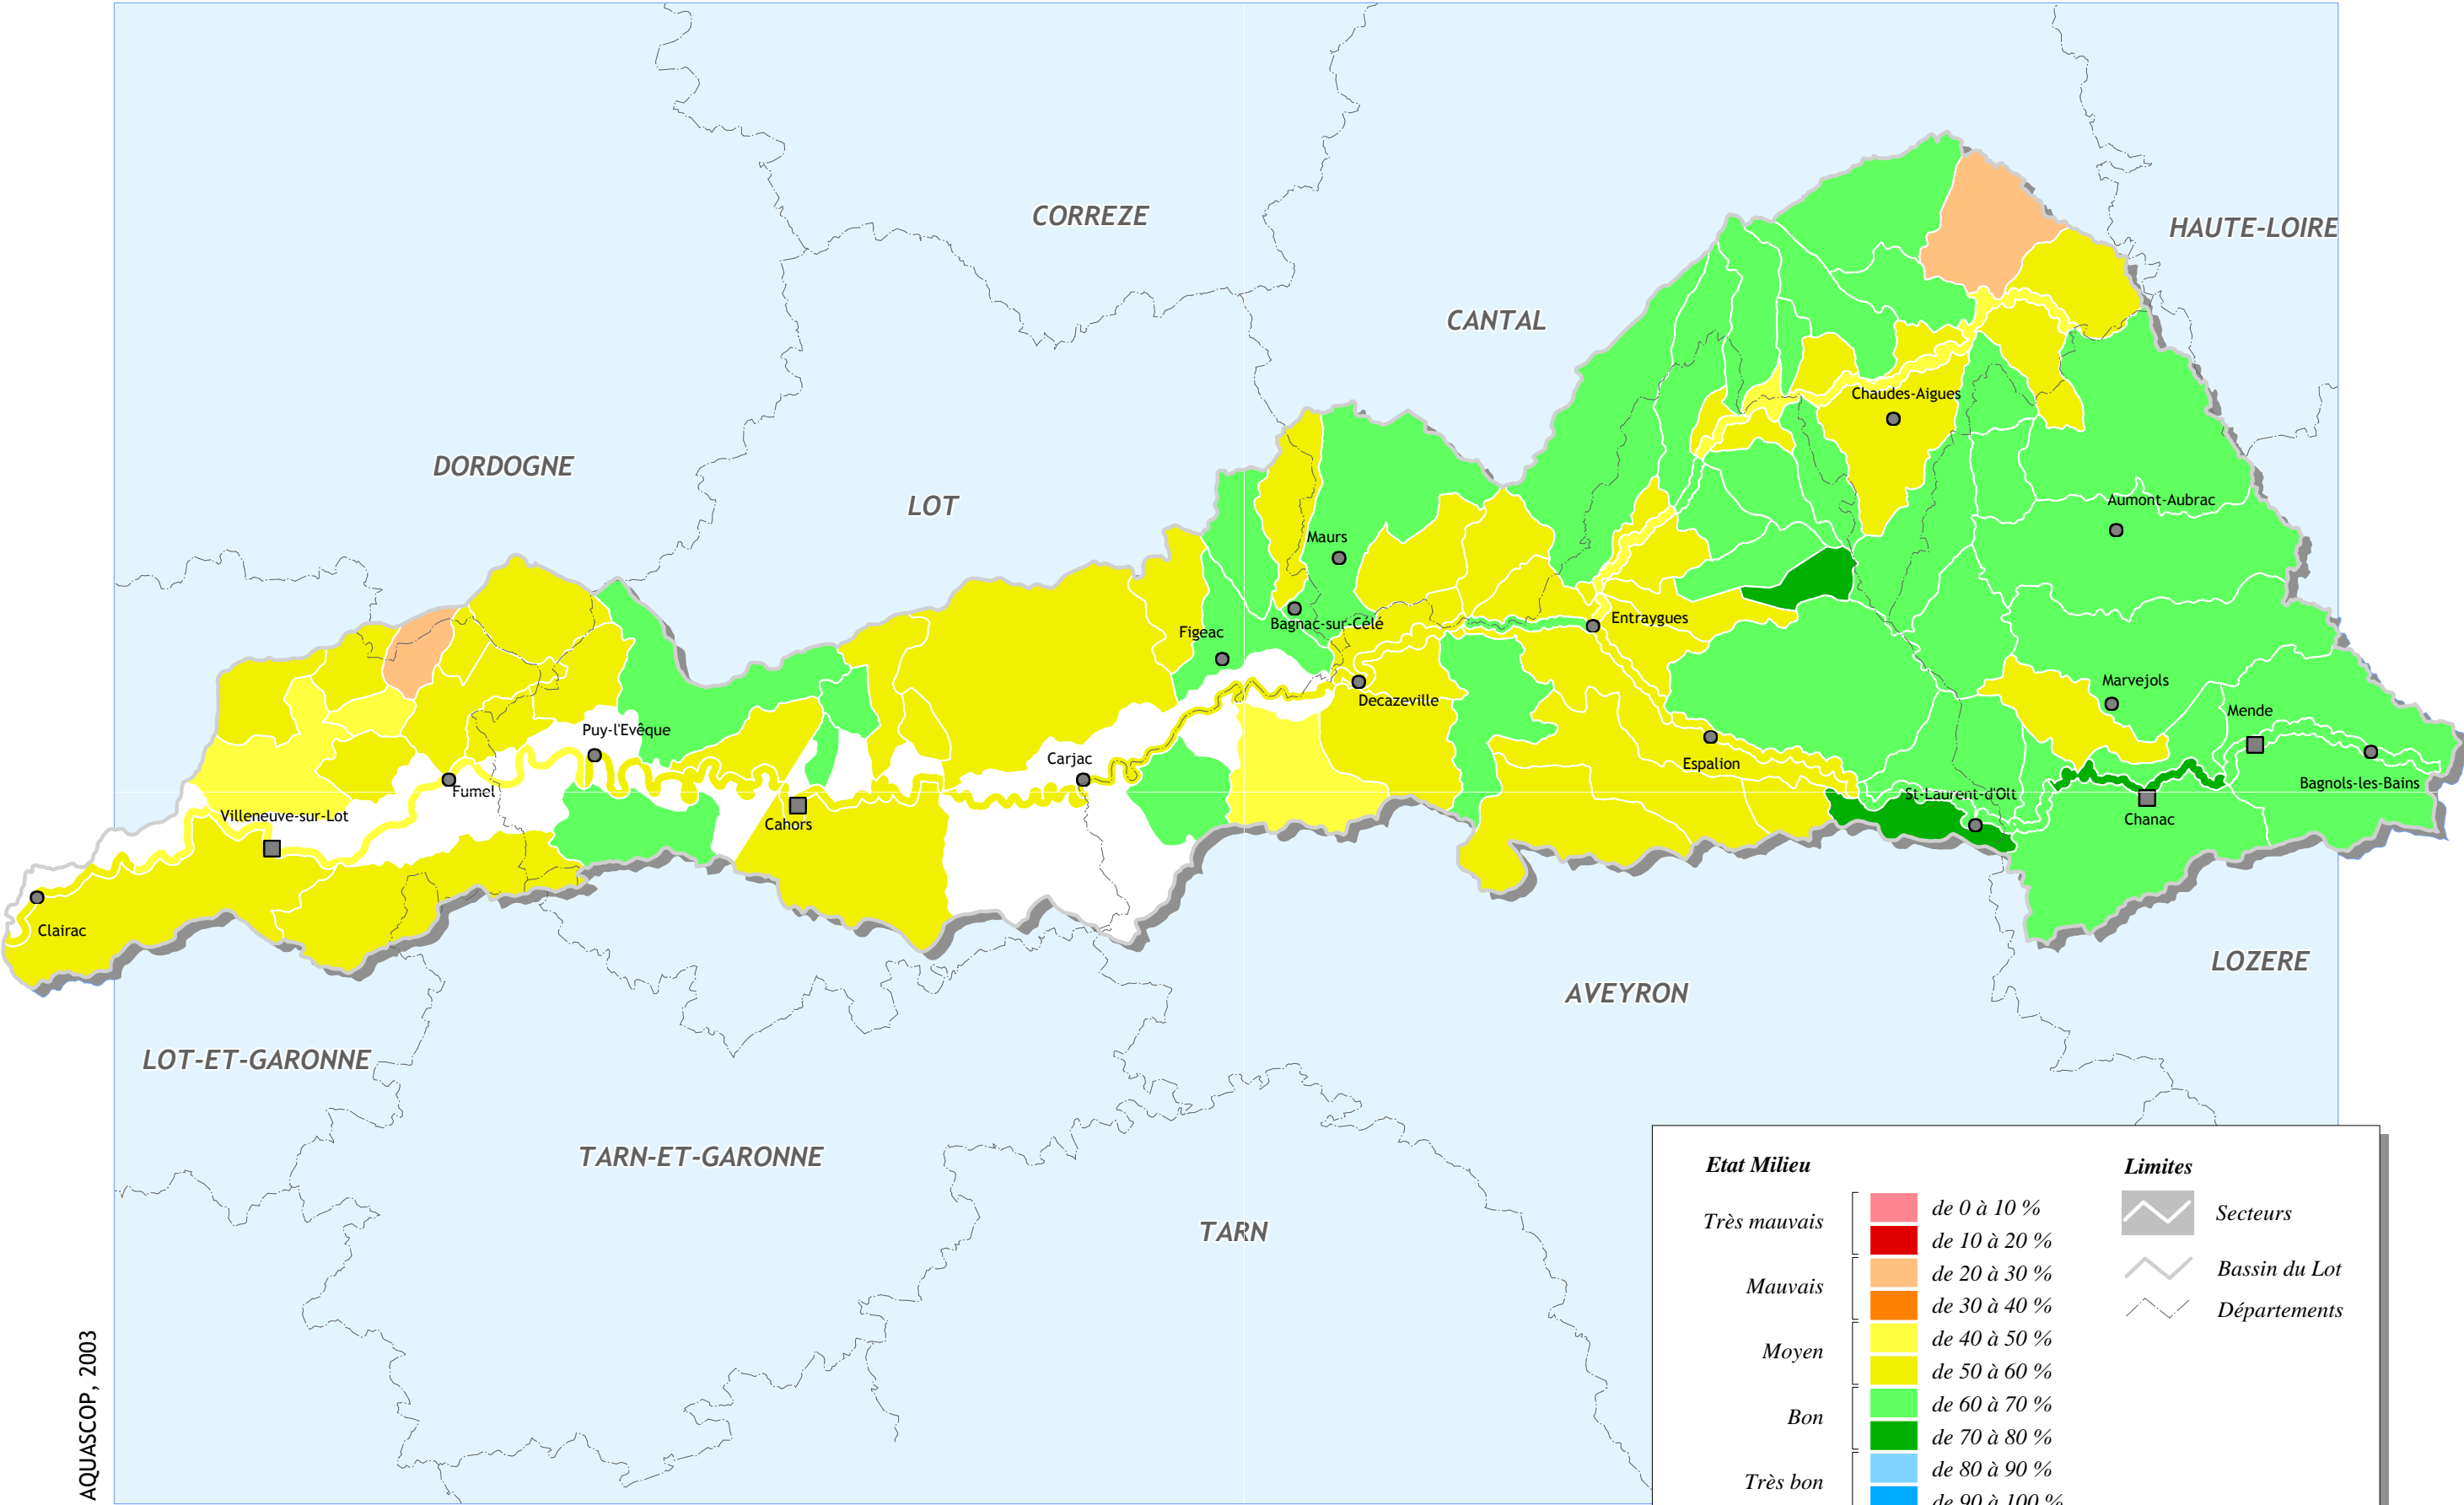 CORREZE
HAUTE-LOIRE
CANTAL
Chaudes-Aigues
DORDOGNE
LOT
Aumont-Aubrac
Maurs
Bagnac-sur-Célé
Figeac
Entraygues
Marvejols
Decazeville
Mende
Puy-l'Evêque
Carjac
Espalion
Bagnols-les-Bains
Fumel
St-Laurent-d'Olt
Villeneuve-sur-Lot
Cahors
Chanac
Clairac
LOZERE
AVEYRON
LOT-ET-GARONNE
TARN-ET-GARONNE
TARN
AQUASCOP, 2003
Etat Milieu
Très mauvais
de 0 à 10 %
de 10 à 20 %
Mauvais
de 20 à 30 %
de 30 à 40 %
Moyen
de 40 à 50 %
de 50 à 60 %
Bon
de 60 à 70 %
de 70 à 80 %
Très bon
de 80 à 90 %
de 90 à 100 %
Limites
Secteurs
Bassin du Lot
Départements